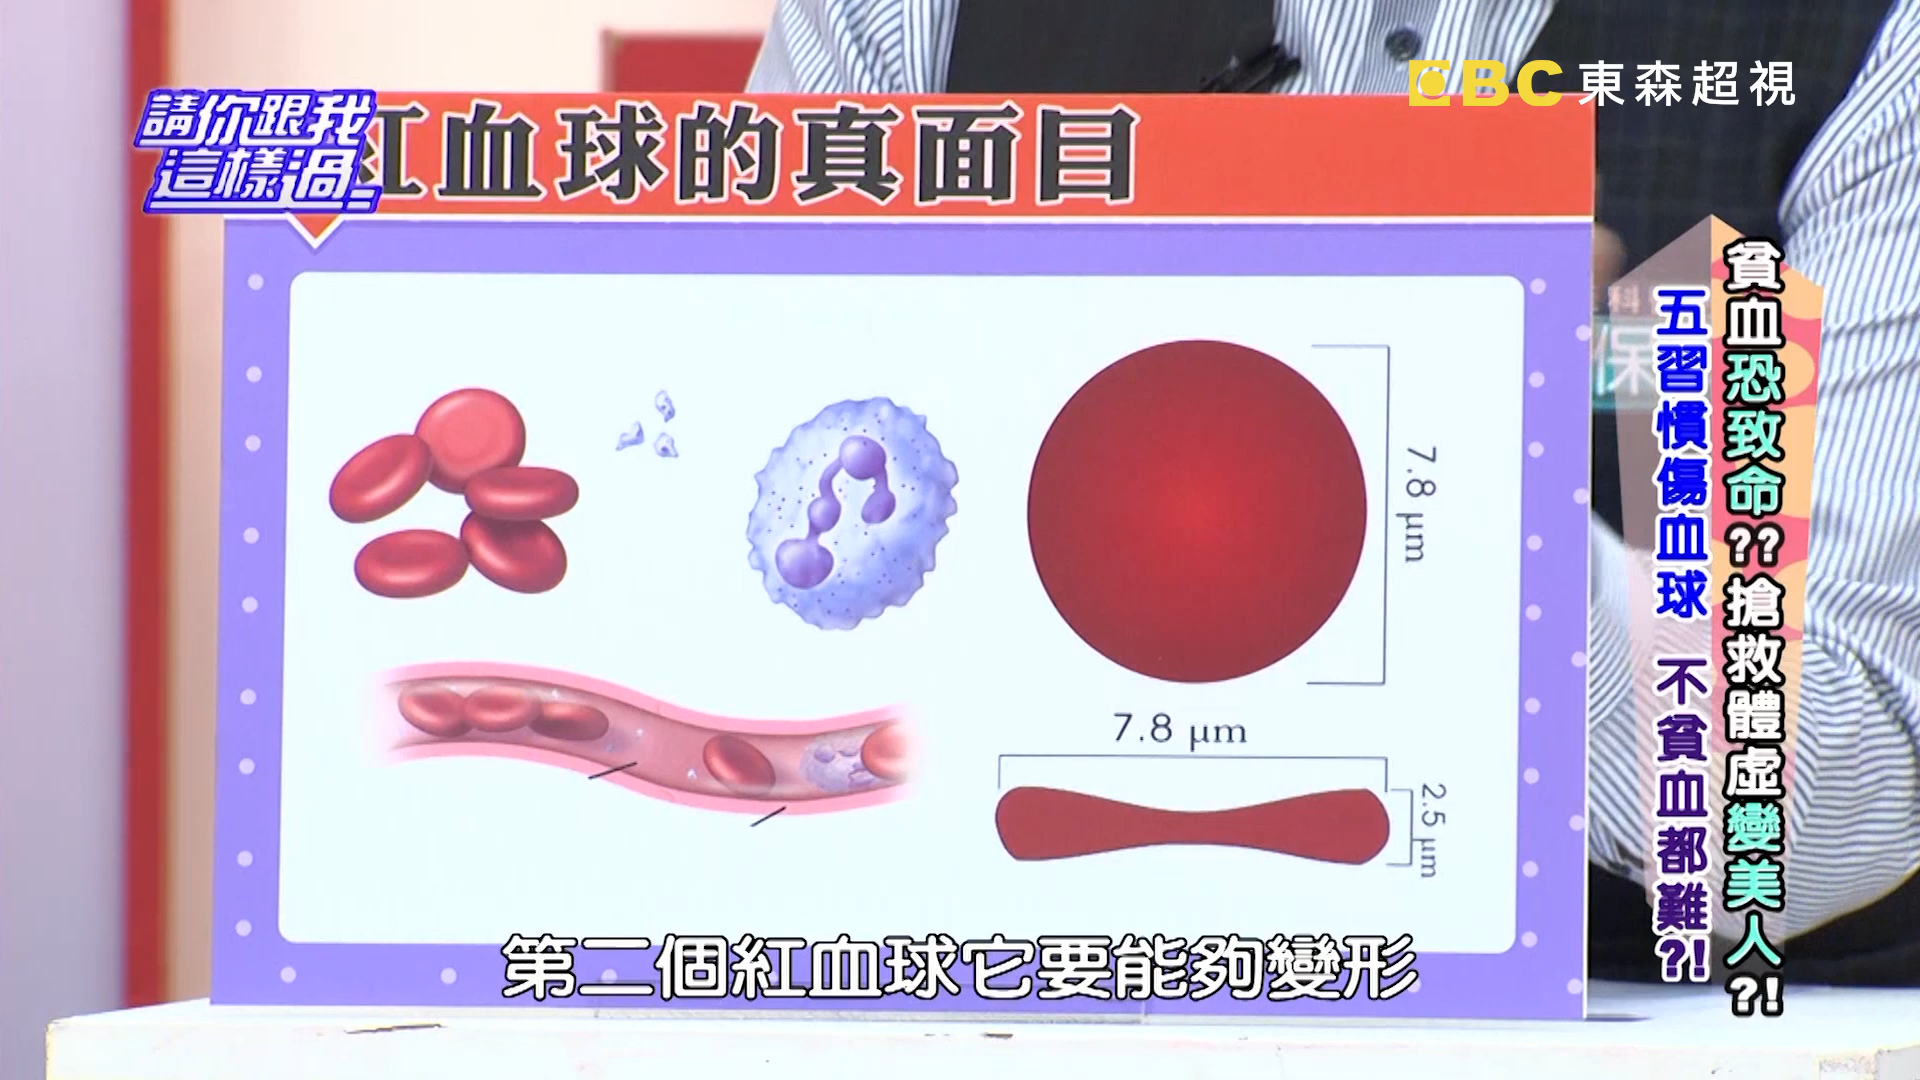 請你跟我
這樣過
EBC 東森超視
紅血球的真面目
7.8 μm
7.8 μm
2.5 μm
貧血恐致命??搶救體虛變美人?!
五習慣傷血球 不貧血都難?!
科
保
第二個紅血球它要能夠變形